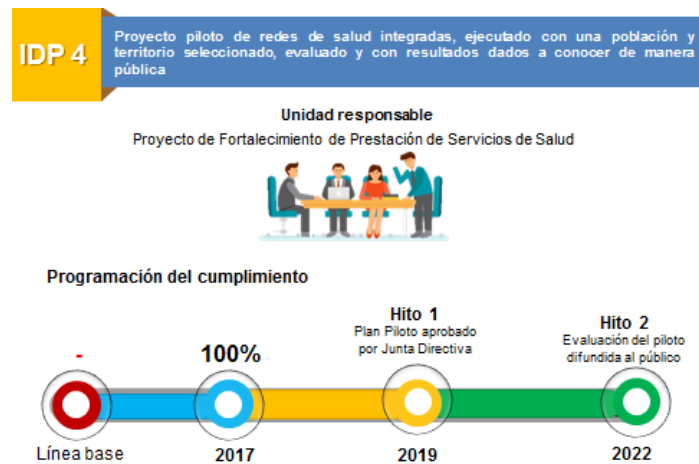 IDP 4
Proyecto piloto de redes de salud integradas, ejecutado con una población y
territorio seleccionado, evaluado y con resultados dados a conocer de manera
pública
Unidad responsable
Proyecto de Fortalecimiento de Prestación de Servicios de Salud
Programación del cumplimiento
-
100%
Hito 1
Plan Piloto aprobado
por Junta Directiva
Hito 2
Evaluación del piloto
difundida al público
Línea base
2017
2019
2022